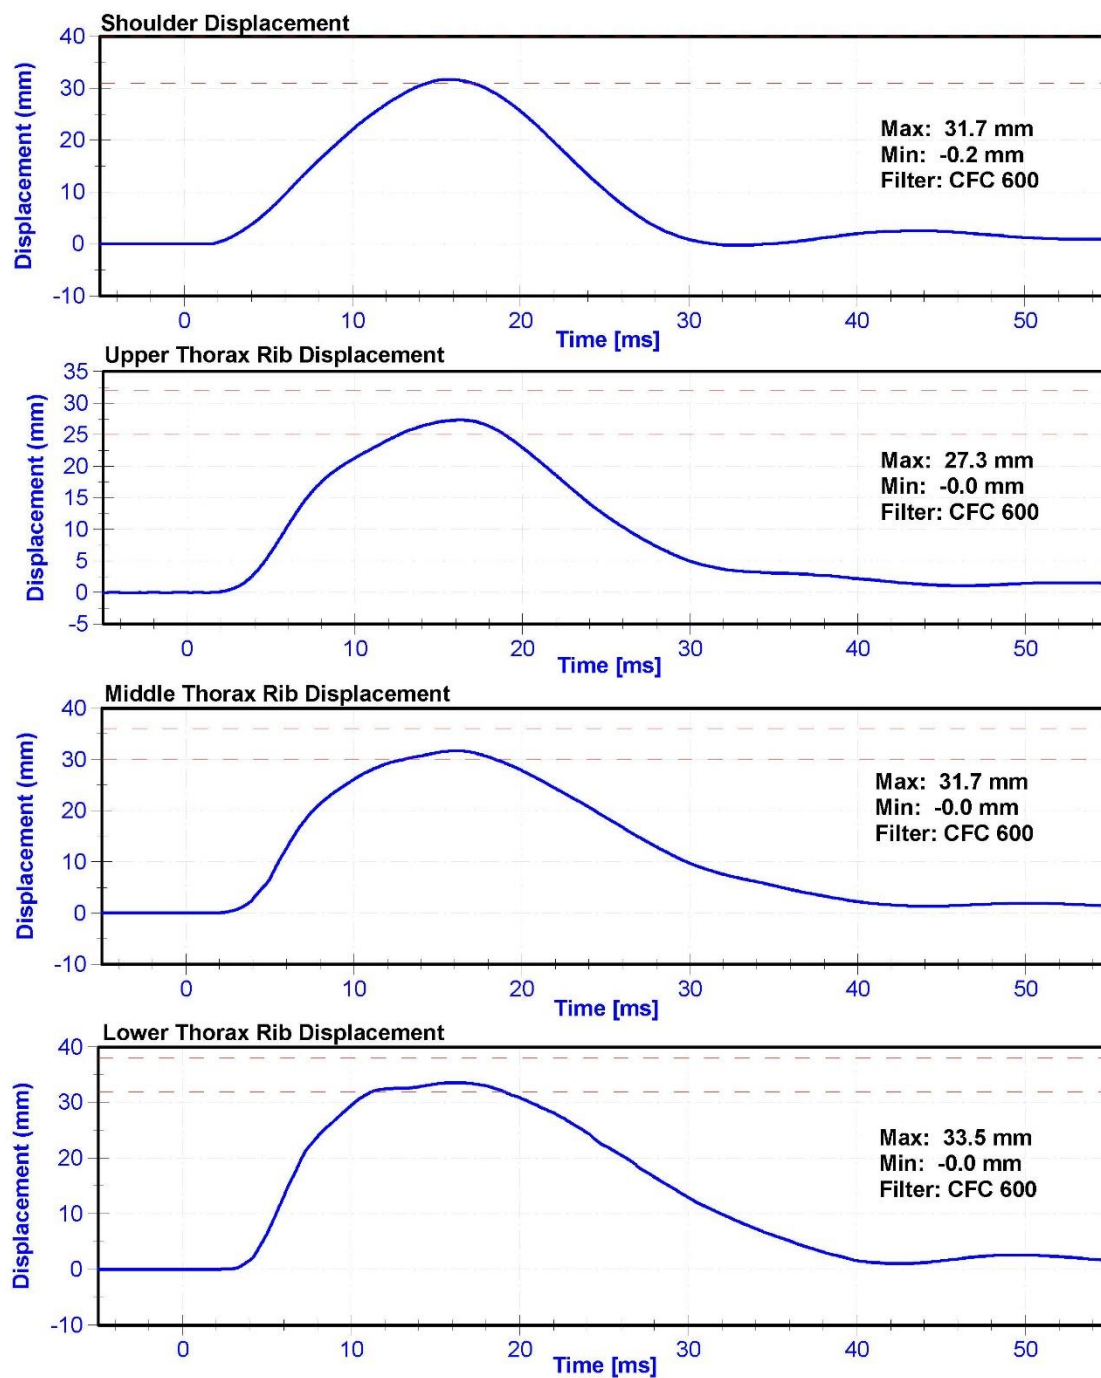 Shoulder Displacement
40
30
20
10
0
-10
Displacement (mm)
Max: 31.7 mm
Min: -0.2 mm
Filter: CFC 600
0 10 20 30 40 50
Time [ms]
Upper Thorax Rib Displacement
35
30
25
20
15
10
5
0
-5
Displacement (mm)
Max: 27.3 mm
Min: -0.0 mm
Filter: CFC 600
0 10 20 30 40 50
Time [ms]
Middle Thorax Rib Displacement
40
30
20
10
0
-10
Displacement (mm)
Max: 31.7 mm
Min: -0.0 mm
Filter: CFC 600
0 10 20 30 40 50
Time [ms]
Lower Thorax Rib Displacement
40
30
20
10
0
-10
Displacement (mm)
Max: 33.5 mm
Min: -0.0 mm
Filter: CFC 600
0 10 20 30 40 50
Time [ms]